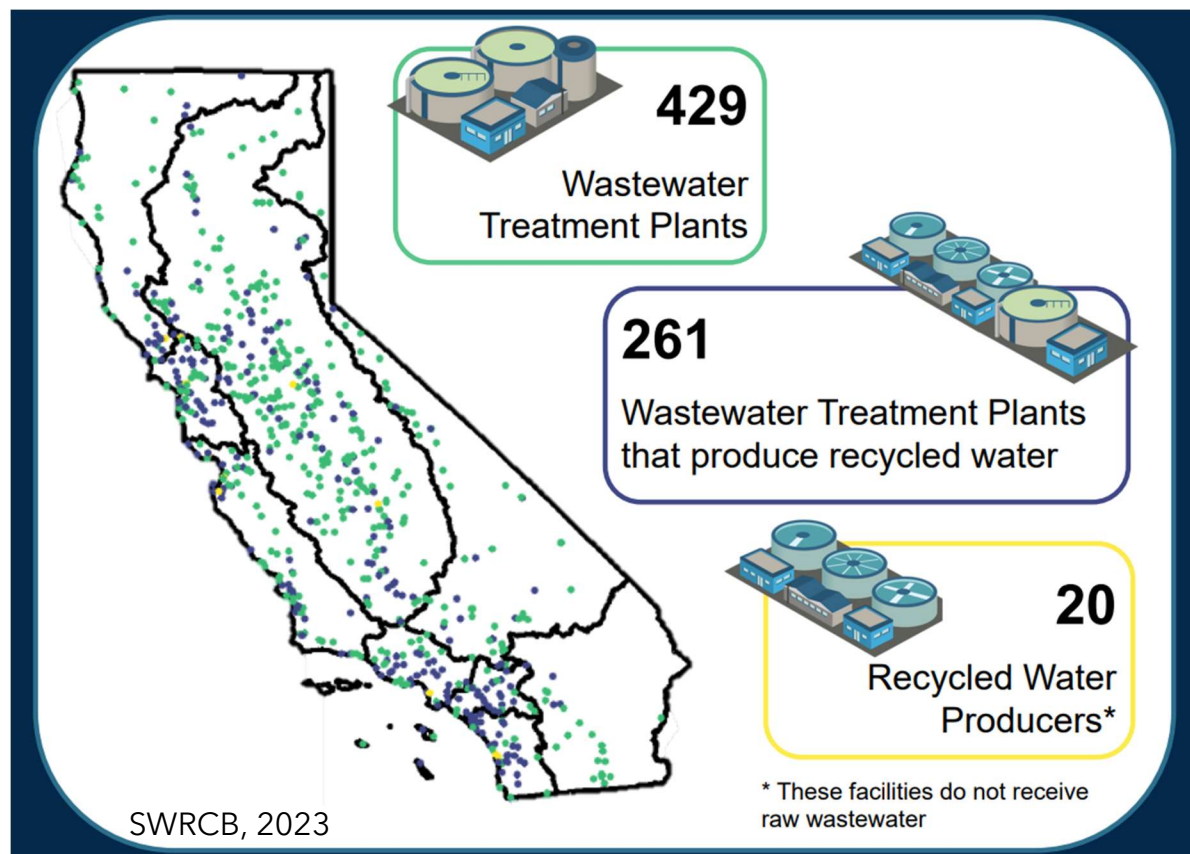 429
Wastewater
Treatment Plants
261
Wastewater Treatment Plants
that produce recycled water
20
Recycled Water
Producers*
* These facilities do not receive
raw wastewater
SWRCB, 2023